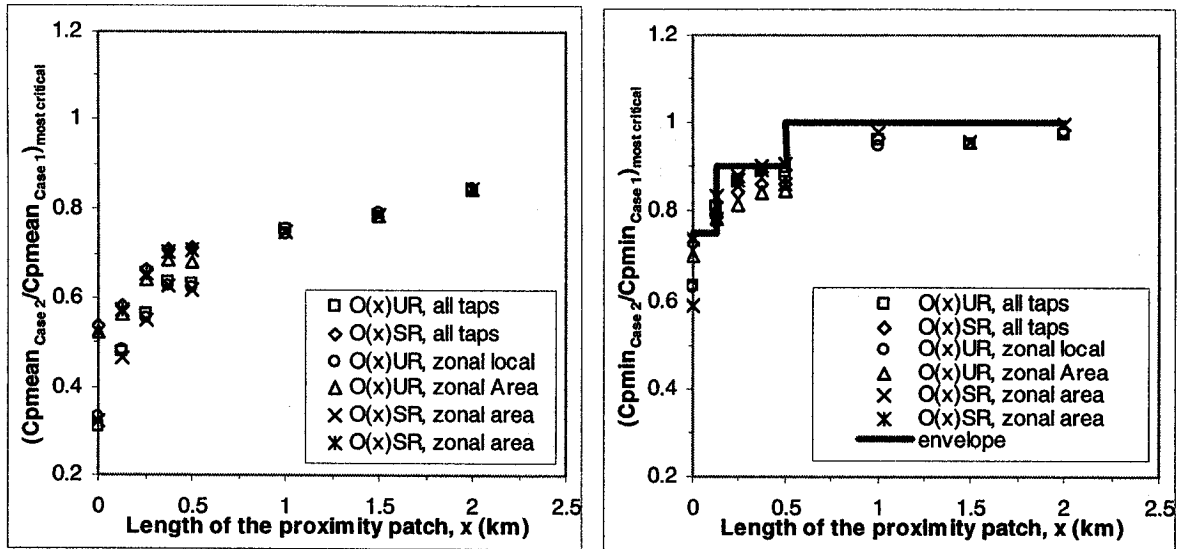 (Cpmean Case 2/Cpmean Case 1)most critical
1.2
1
0.8
0.6
0.4
0.2
0
0.5
1
1.5
2
2.5
Length of the proximity patch, x (km)
O(x)UR, all taps
O(x)SR, all taps
O(x)UR, zonal local
O(x)UR, zonal Area
O(x)SR, zonal area
O(x)SR, zonal area
(Cpmin Case 2/Cpmin Case 1)most critical
1.2
1
0.8
0.6
0.4
0.2
0
0.5
1
1.5
2
2.5
Length of the proximity patch, x (km)
O(x)UR, all taps
O(x)SR, all taps
O(x)UR, zonal local
O(x)UR, zonal Area
O(x)SR, zonal area
O(x)SR, zonal area
envelope